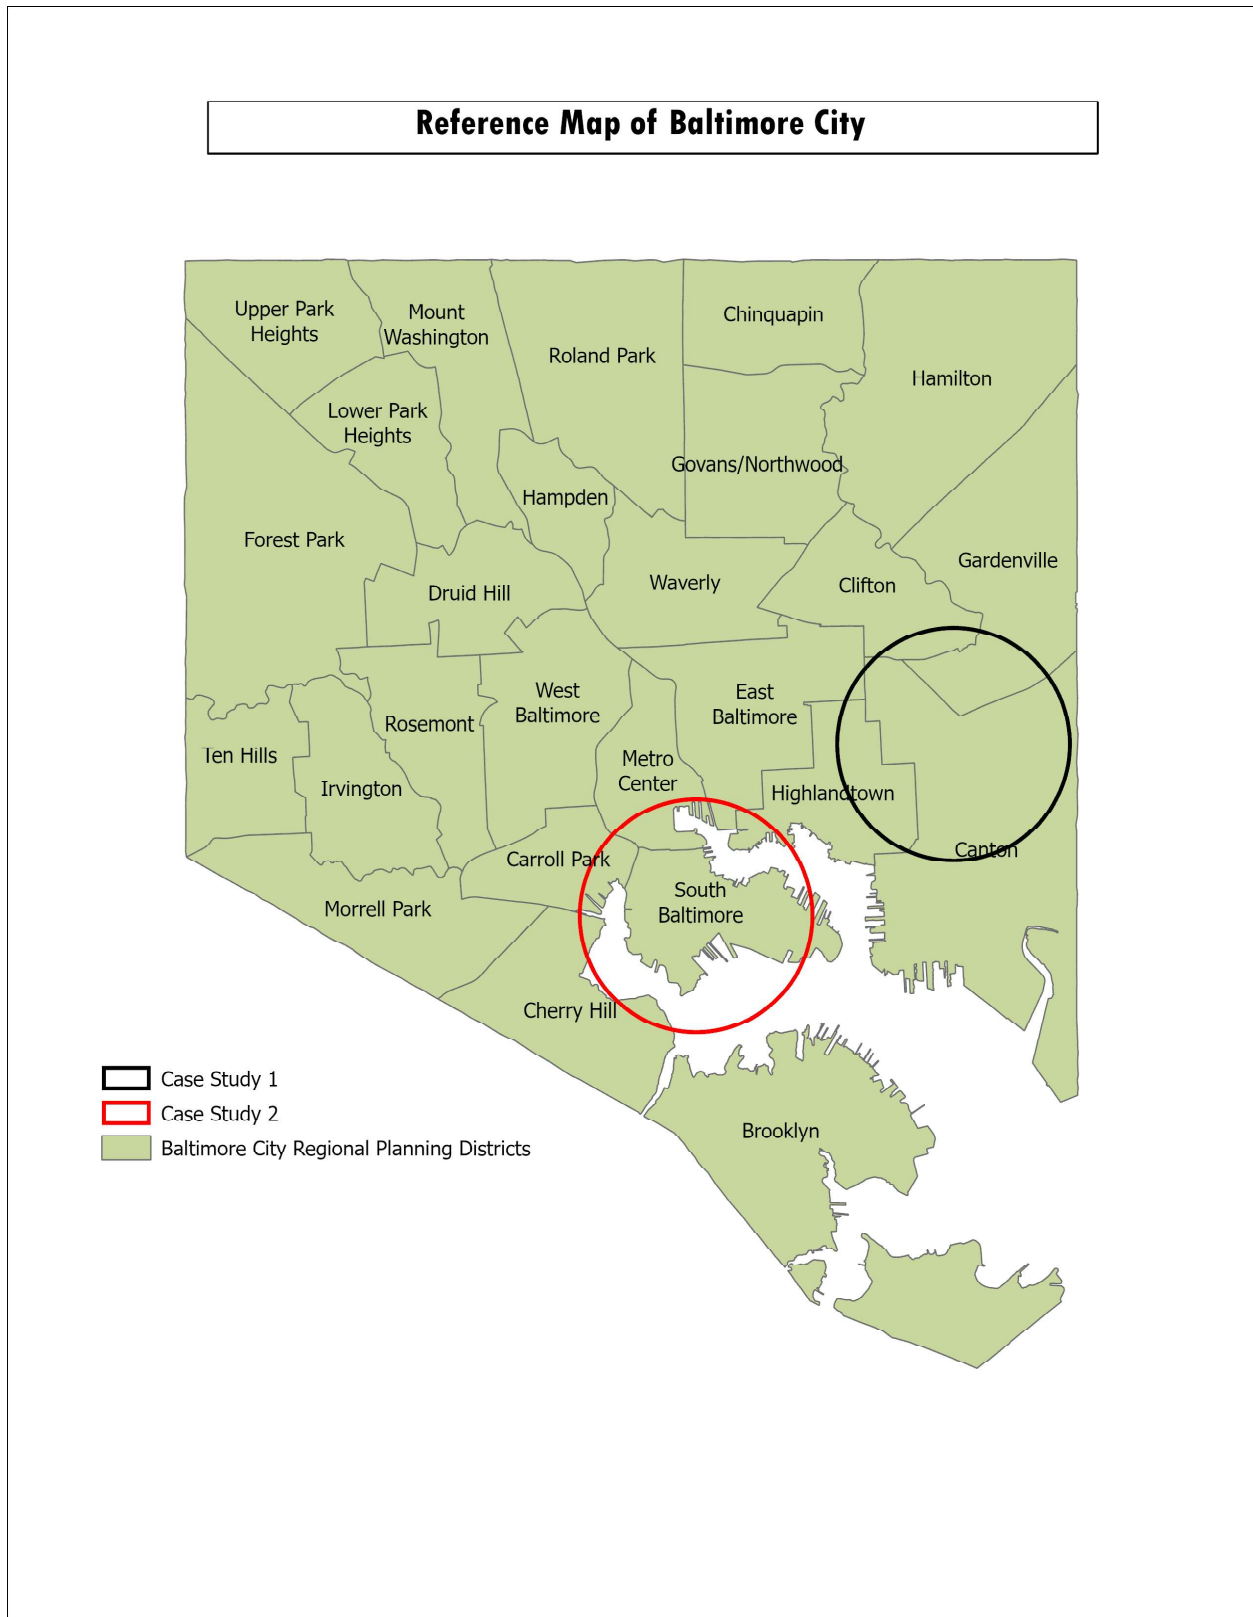 Reference Map of Baltimore City
Upper Park
Heights
Mount
Washington
Roland Park
Chinquapin
Hamilton
Lower Park
Heights
Govans/Northwood
Hampden
Forest Park
Druid Hill
Waverly
Clifton
Gardenville
West
Baltimore
East
Baltimore
Rosemont
Ten Hills
Irvington
Metro
Center
Highlandtown
Canton
Carroll Park
South
Baltimore
Morrell Park
Cherry Hill
Brooklyn
Case Study 1
Case Study 2
Baltimore City Regional Planning Districts